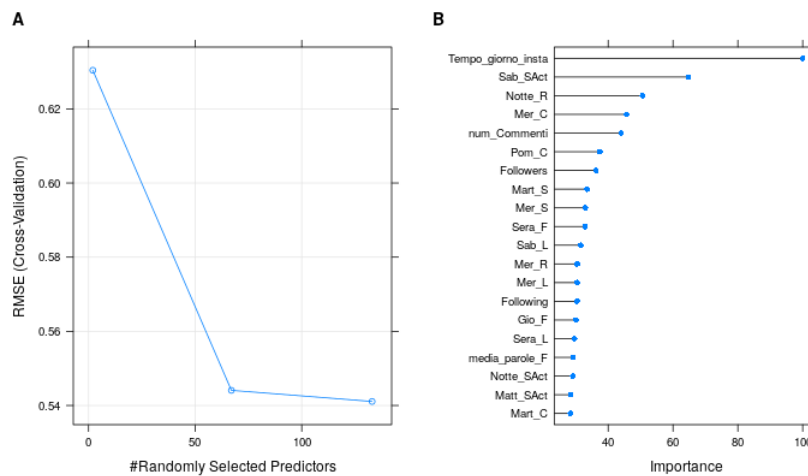 A
RMSE (Cross-Validation)
0.62
0.60
0.58
0.56
0.54
0
50
100
#Randomly Selected Predictors
B
Tempo_giorno_insta
Sab_SAct
Notte_R
Mer_C
num_Commenti
Pom_C
Followers
Mart_S
Mer_S
Sera_F
Sab_L
Mer_R
Mer_L
Following
Gio_F
Sera_L
media_parole_F
Notte_SAct
Matt_SAct
Mart_C
40
60
80
100
Importance